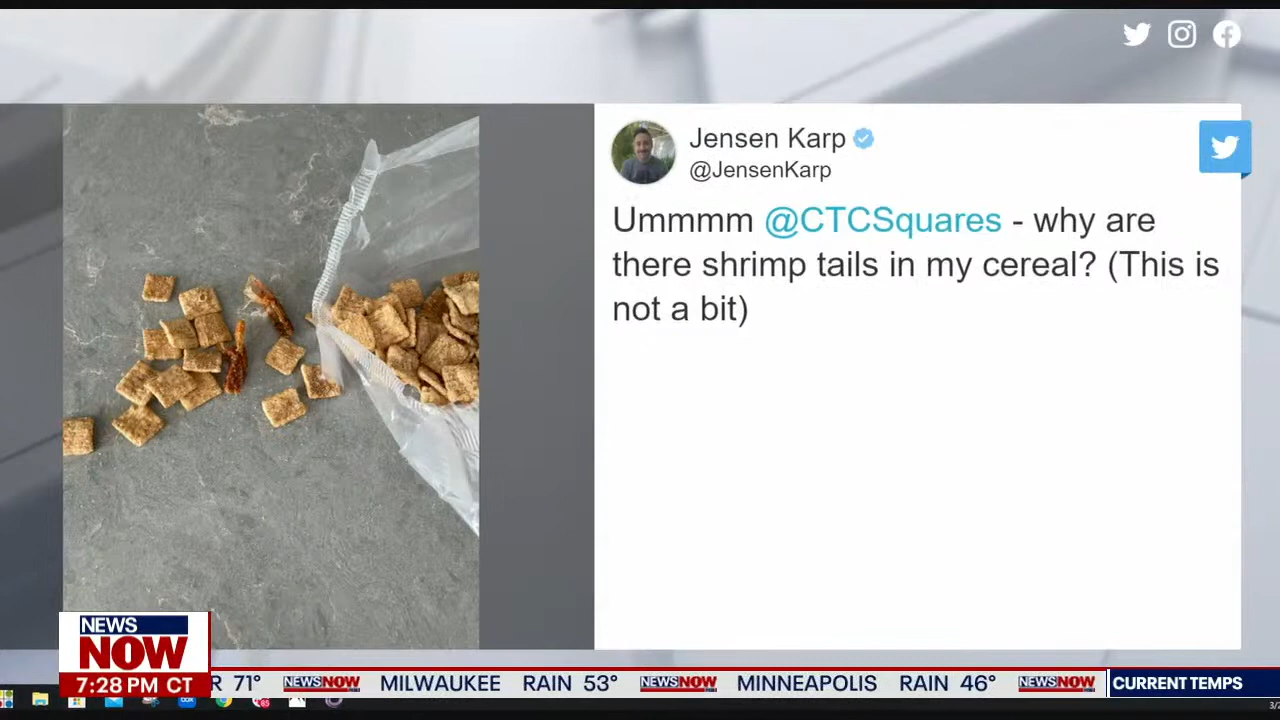 Jensen Karp
@JensenKarp
Ummmm @CTCSquares - why are
there shrimp tails in my cereal? (This is
not a bit)
NEWS
NOW
7:28 PM CT
R 71° NEWSNOW MILWAUKEE RAIN 53° NEWSNOW MINNEAPOLIS RAIN 46° NEWSNOW CURRENT TEMPS